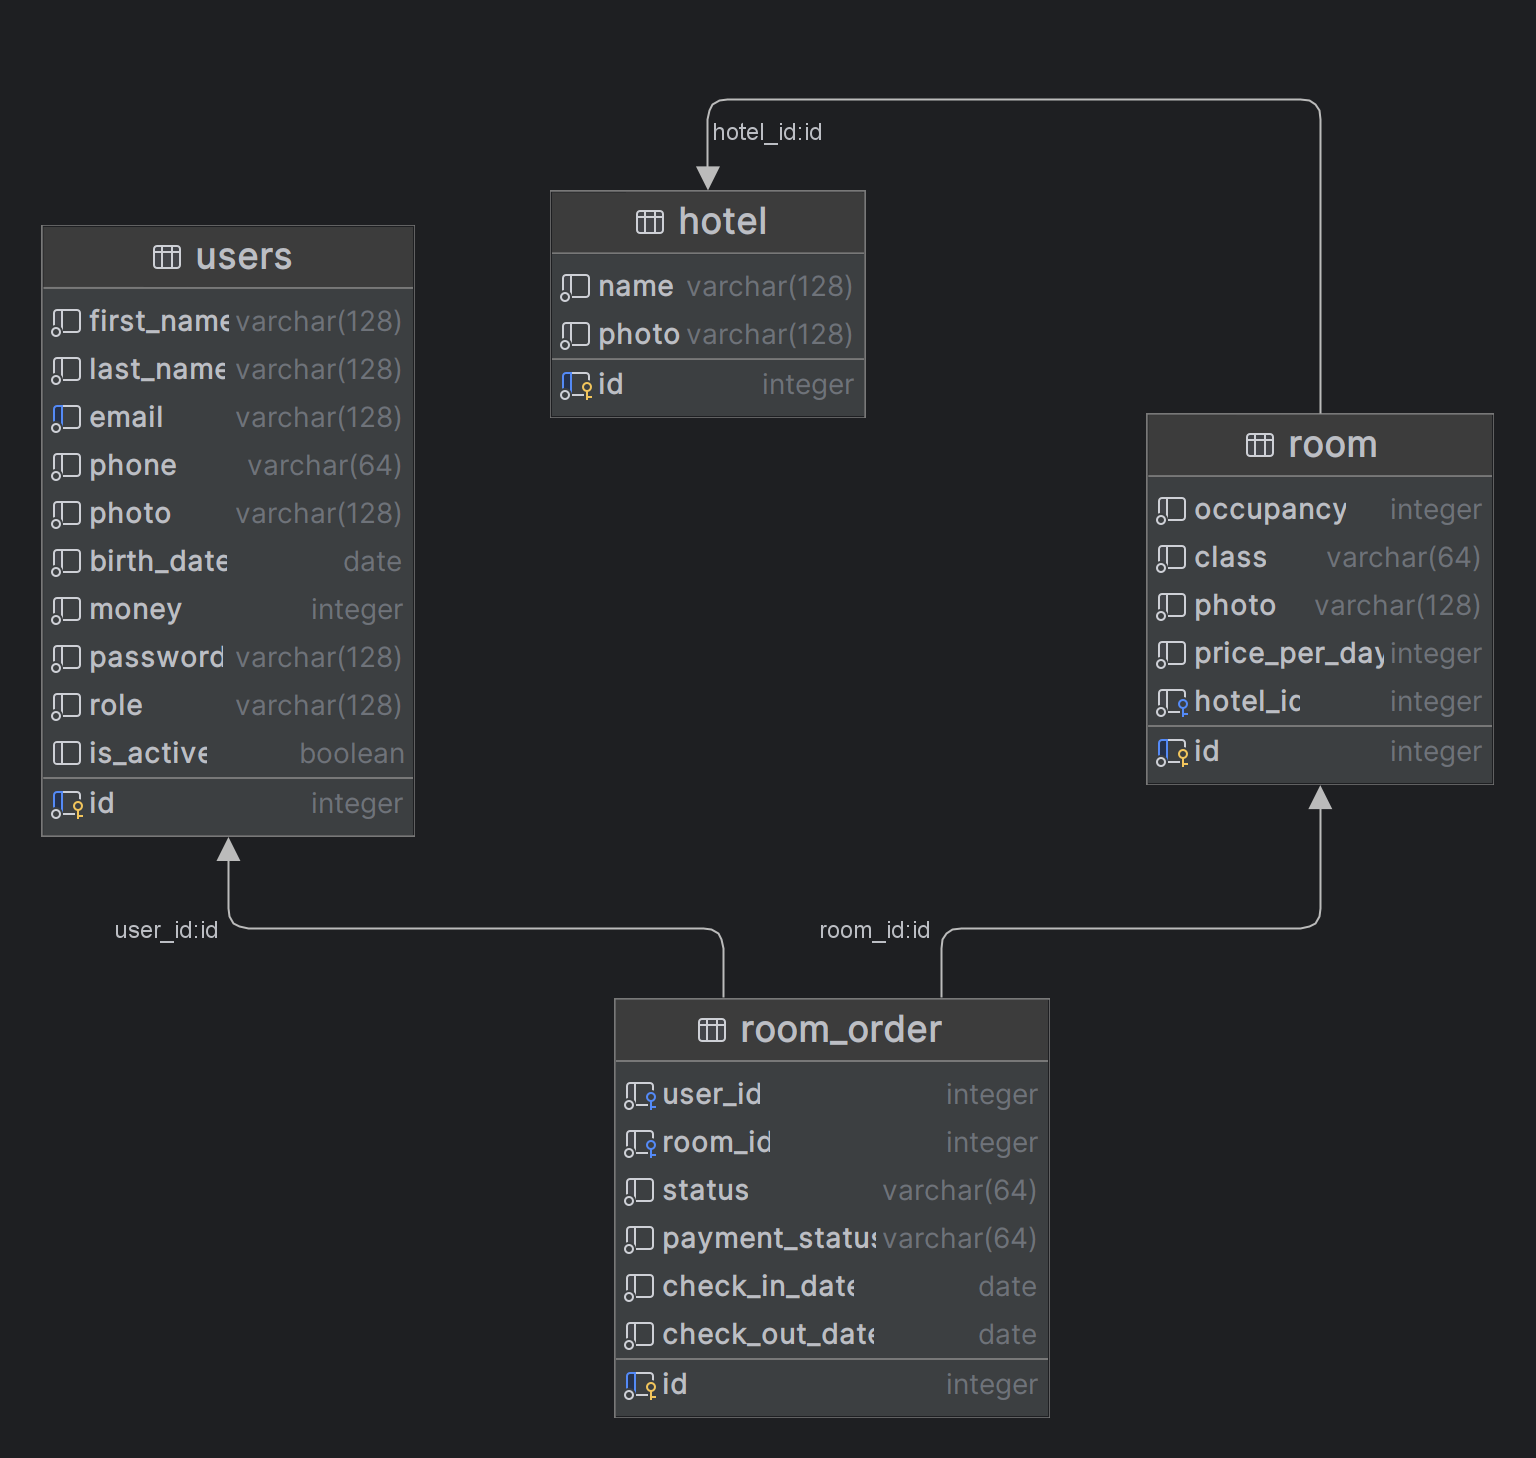 hotel_id:id
hotel
name varchar(128)
photo varchar(128)
id integer
users
first_name varchar(128)
last_name varchar(128)
email varchar(128)
phone varchar(64)
photo varchar(128)
birth_date date
money integer
password varchar(128)
role varchar(128)
is_active boolean
id integer
room
occupancy integer
class varchar(64)
photo varchar(128)
price_per_day integer
hotel_id integer
id integer
user_id:id
room_id:id
room_order
user_id integer
room_id integer
status varchar(64)
payment_status varchar(64)
check_in_date date
check_out_date date
id integer